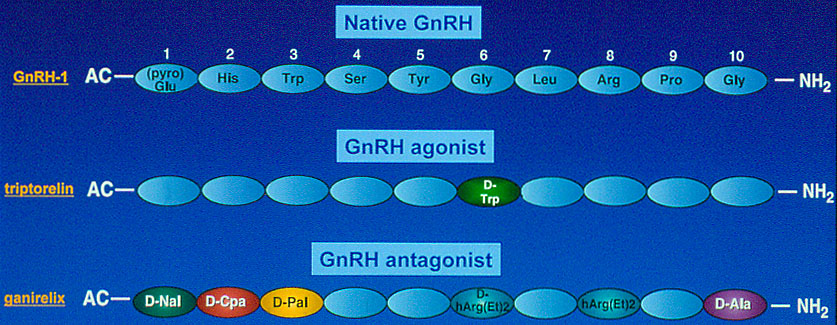 Native GnRH
1 2 3 4 5 6 7 8 9 10
GnRH-1 AC (pyro) Glu His Trp Ser Tyr Gly Leu Arg Pro Gly NH2
GnRH agonist
triptorelin AC D-Trp NH2
GnRH antagonist
ganirelix AC D-Nal D-Cpa D-Pal D-hArg(Et)2 hArg(Et)2 D-Ala NH2